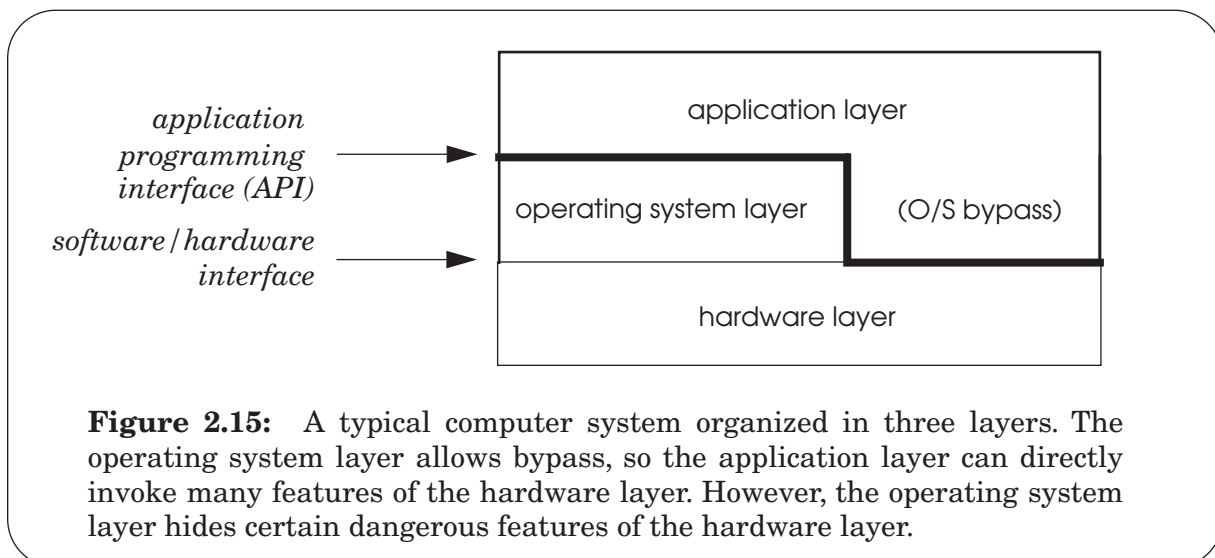 application layer
application
programming
interface (API)
operating system layer
(O/S bypass)
software/hardware
interface
hardware layer
Figure 2.15: A typical computer system organized in three layers. The
operating system layer allows bypass, so the application layer can directly
invoke many features of the hardware layer. However, the operating system
layer hides certain dangerous features of the hardware layer.